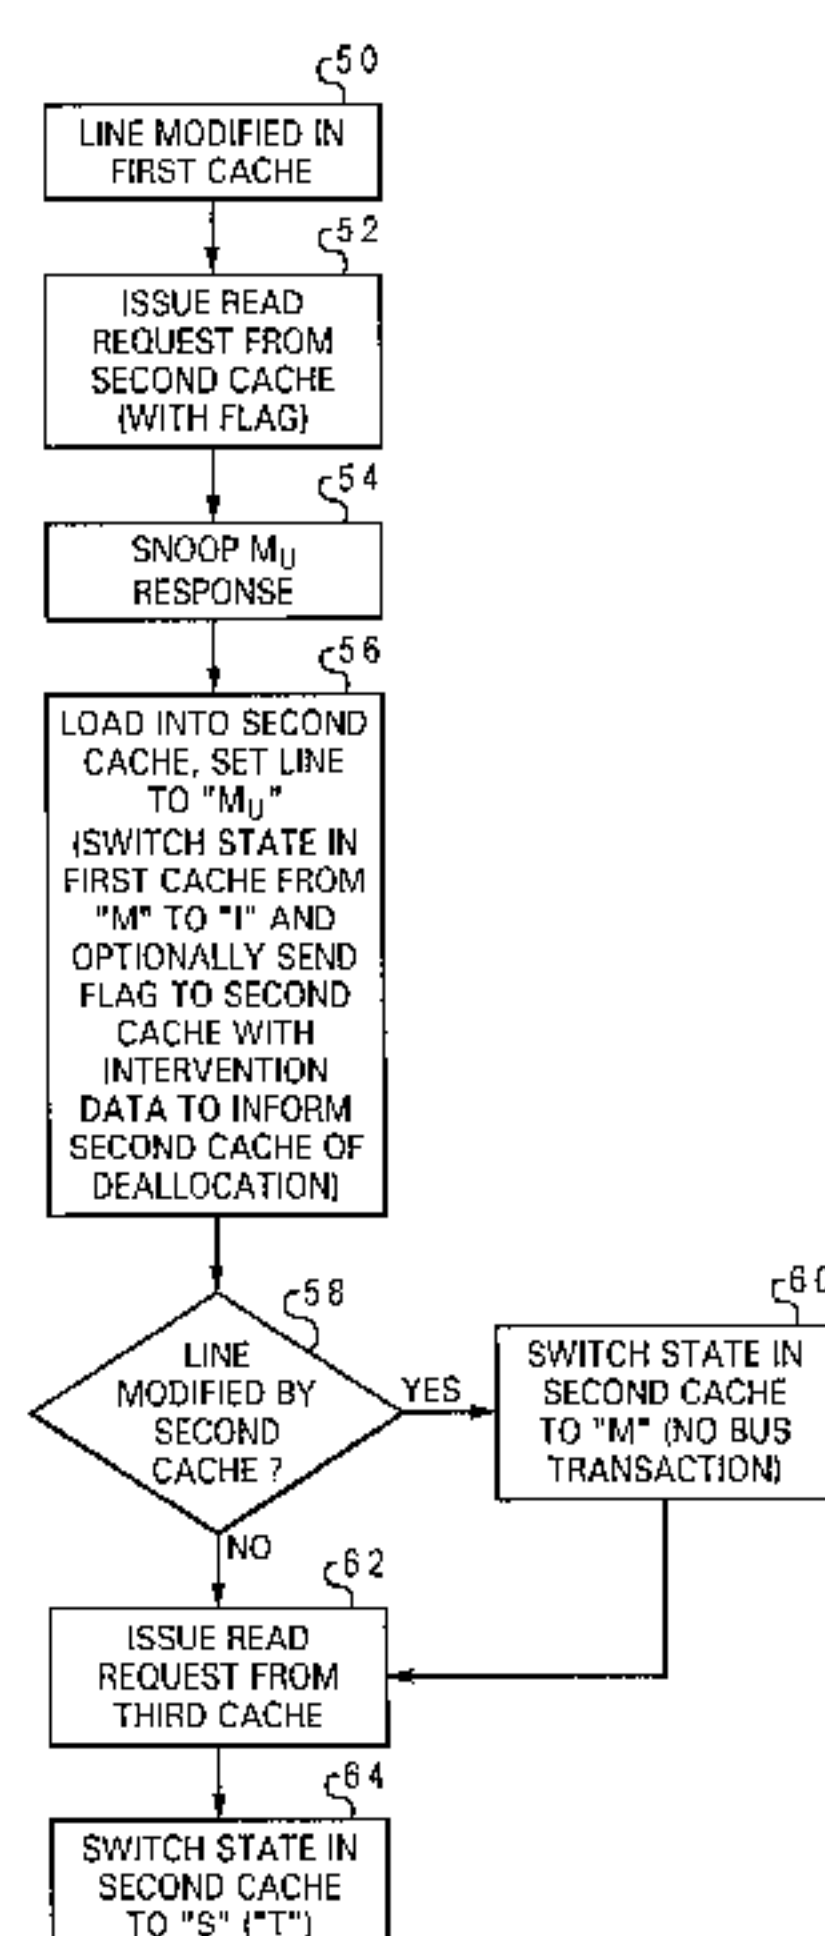 50
LINE MODIFIED IN
FIRST CACHE
52
ISSUE READ
REQUEST FROM
SECOND CACHE
(WITH FLAG)
54
SNOOP MU
RESPONSE
56
LOAD INTO SECOND
CACHE, SET LINE
TO "MU"
(SWITCH STATE IN
FIRST CACHE FROM
"M" TO "I" AND
OPTIONALLY SEND
FLAG TO SECOND
CACHE WITH
INTERVENTION
DATA TO INFORM
SECOND CACHE OF
DEALLOCATION)
58
LINE
MODIFIED BY
SECOND
CACHE ?
YES
60
SWITCH STATE IN
SECOND CACHE
TO "M" (NO BUS
TRANSACTION)
NO
62
ISSUE READ
REQUEST FROM
THIRD CACHE
64
SWITCH STATE IN
SECOND CACHE
TO "S" ("T")